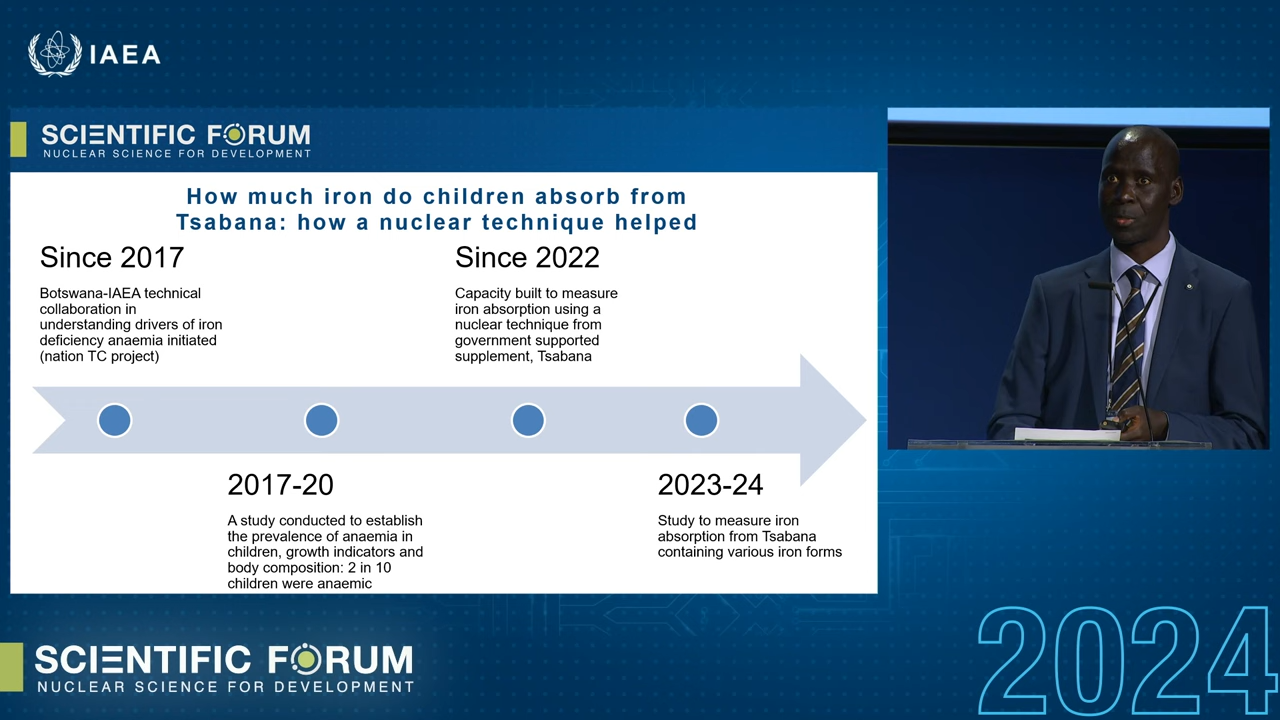 IAEA
SCIENTIFIC FORUM
NUCLEAR SCIENCE FOR DEVELOPMENT
How much iron do children absorb from
Tsabana: how a nuclear technique helped
Since 2017
Botswana-IAEA technical
collaboration in
understanding drivers of iron
deficiency anaemia initiated
(nation TC project)
Since 2022
Capacity built to measure
iron absorption using a
nuclear technique from
government supported
supplement, Tsabana
2017-20
A study conducted to establish
the prevalence of anaemia in
children, growth indicators and
body composition: 2 in 10
children were anaemic
2023-24
Study to measure iron
absorption from Tsabana
containing various iron forms
SCIENTIFIC FORUM
NUCLEAR SCIENCE FOR DEVELOPMENT
2024